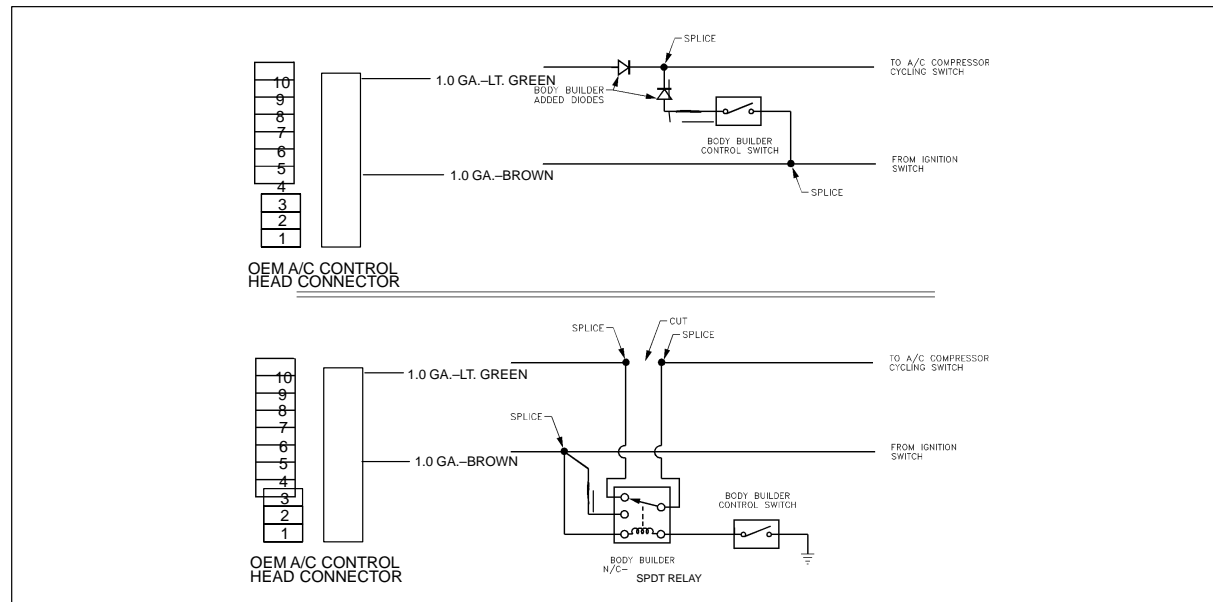 SPLICE
TO A/C COMPRESSOR
CYCLING SWITCH
10
9
8
7
6
5
4
3
2
1
1.0 GA.–LT. GREEN
BODY BUILDER
ADDED DIODES
BODY BUILDER
CONTROL SWITCH
1.0 GA.–BROWN
FROM IGNITION
SWITCH
SPLICE
OEM A/C CONTROL
HEAD CONNECTOR
SPLICE
CUT
SPLICE
TO A/C COMPRESSOR
CYCLING SWITCH
10
9
8
7
6
5
4
3
2
1
1.0 GA.–LT. GREEN
SPLICE
1.0 GA.–BROWN
FROM IGNITION
SWITCH
BODY BUILDER
CONTROL SWITCH
OEM A/C CONTROL
HEAD CONNECTOR
BODY BUILDER
N/C–
SPDT RELAY